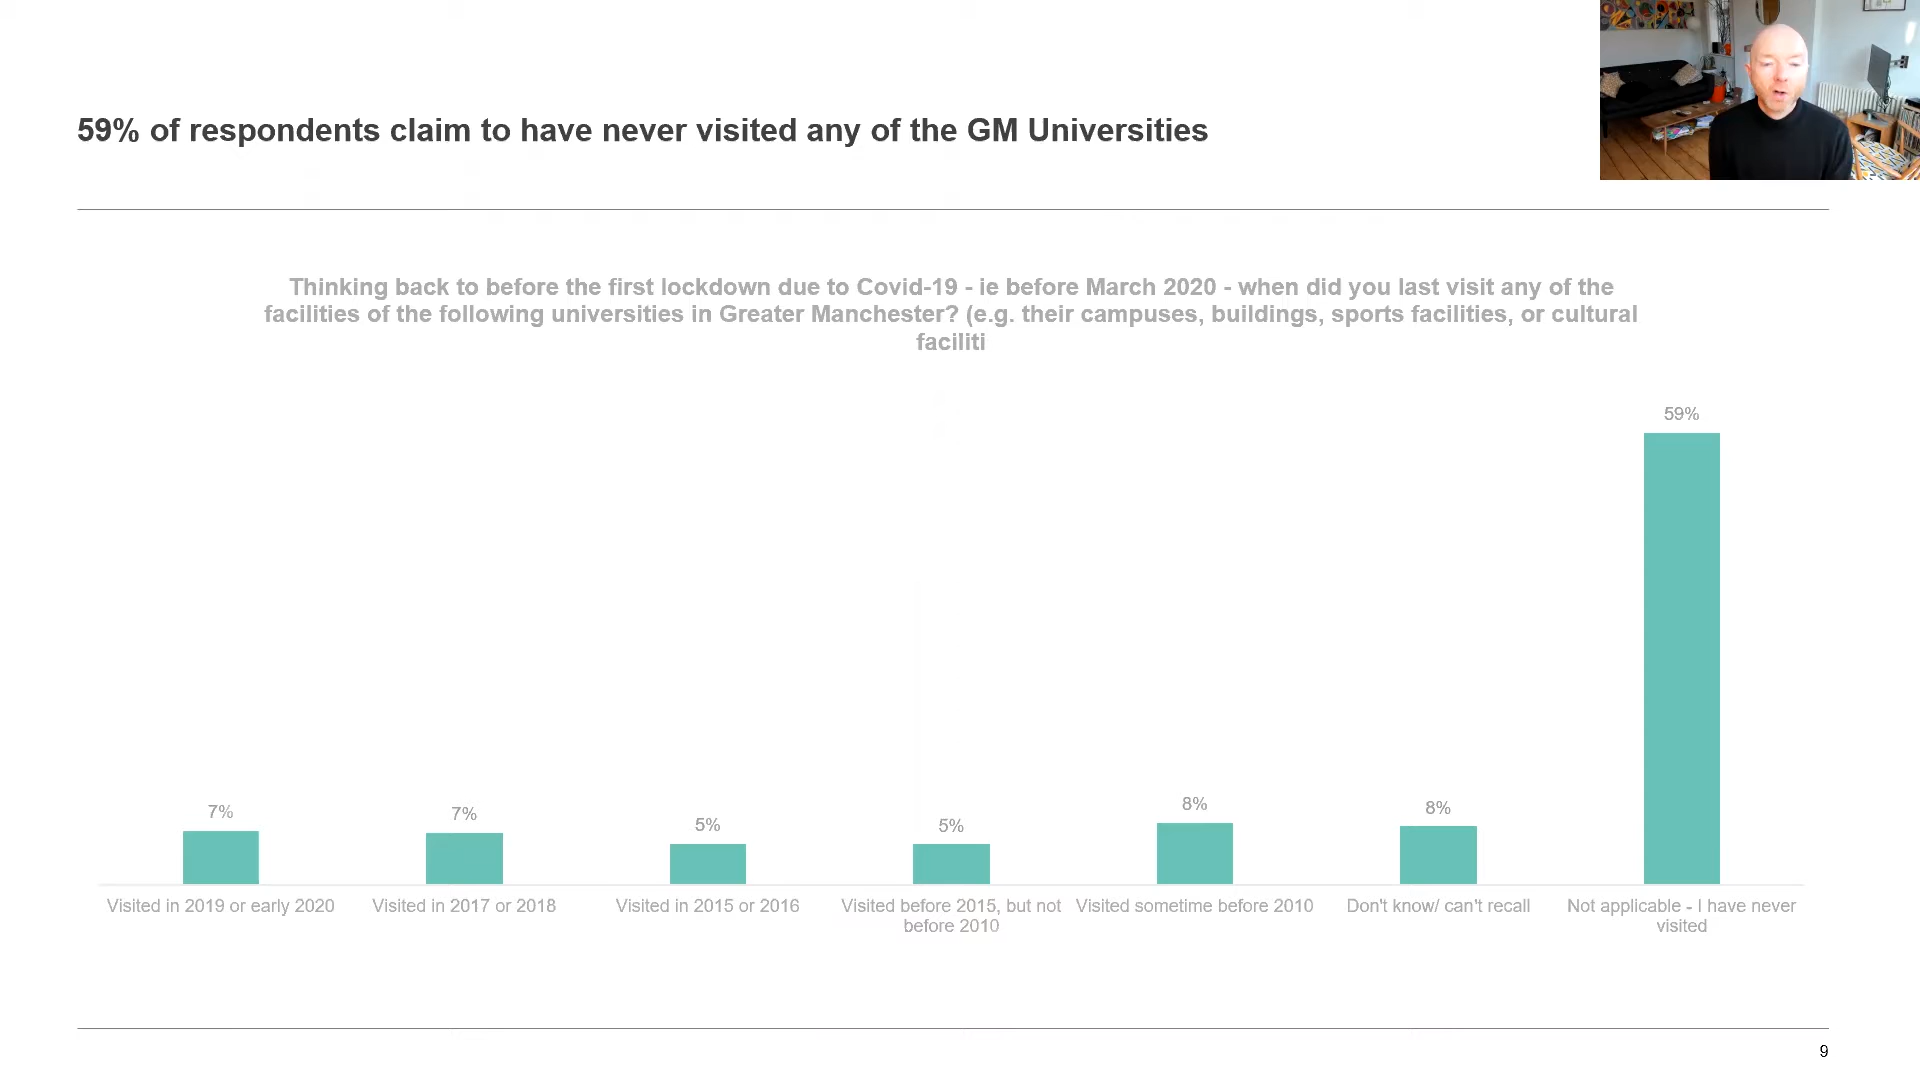 59% of respondents claim to have never visited any of the GM Universities
Thinking back to before the first lockdown due to Covid-19 - ie before March 2020 - when did you last visit any of the
facilities of the following universities in Greater Manchester? (e.g. their campuses, buildings, sports facilities, or cultural
faciliti
59%
7%
7%
5%
5%
8%
8%
Visited in 2019 or early 2020
Visited in 2017 or 2018
Visited in 2015 or 2016
Visited before 2015, but not
before 2010
Visited sometime before 2010
Don't know/ can't recall
Not applicable - I have never
visited
9